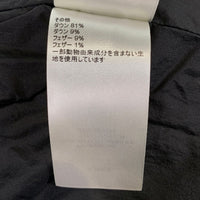 その他
ダウン 81%
ダウン 9%
フェザー 9%
フェザー 1%
一部動物由来成分を含まない生
地を使用しています